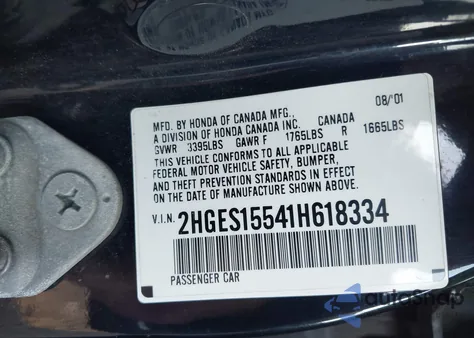 MFD. BY HONDA OF CANADA MFG., 08/'01
A DIVISION OF HONDA CANADA INC. CANADA
GVWR 3395LBS GAWR F 1765LBS R 1665LBS
THIS VEHICLE CONFORMS TO ALL APPLICABLE
FEDERAL MOTOR VEHICLE SAFETY, BUMPER,
AND THEFT PREVENTION STANDARDS IN EFFECT
ON THE DATE OF MANUFACTURE SHOWN ABOVE.
V.I.N. 2HGES15541H618334
PASSENGER CAR
autoSnap